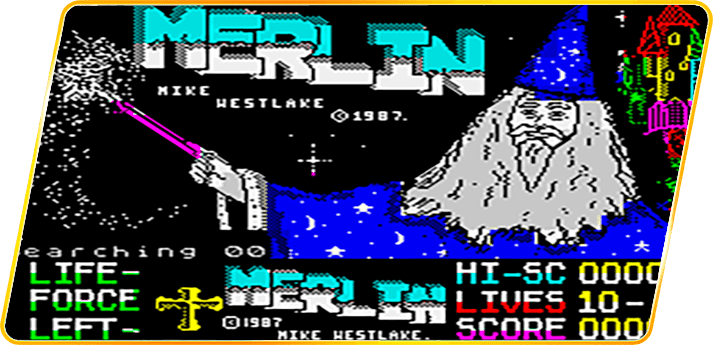 MERLIN
MIKE
WESTLAKE
©1987.
earching 00
LIFE-
FORCE
LEFT-
MERLIN
©1987
MIKE WESTLAKE.
HI-SC 0000
LIVES 10-
SCORE 000